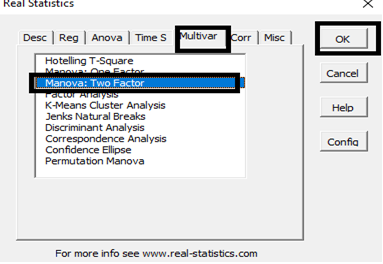 Real Statistics
Desc Reg Anova Time S Multivar Corr Misc
OK
Hotelling T-Square
Manova: One Factor
Manova: Two Factor
Factor Analysis
K-Means Cluster Analysis
Jenks Natural Breaks
Discriminant Analysis
Correspondence Analysis
Confidence Ellipse
Permutation Manova
Cancel
Help
Config
For more info see www.real-statistics.com